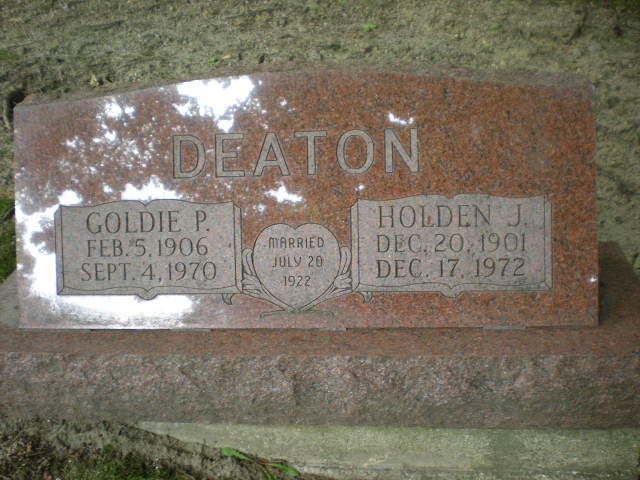 DEATON
GOLDIE P.
FEB. 5, 1906
SEPT. 4, 1970
MARRIED
JULY 20
1922
HOLDEN J.
DEC. 20, 1901
DEC. 17, 1972